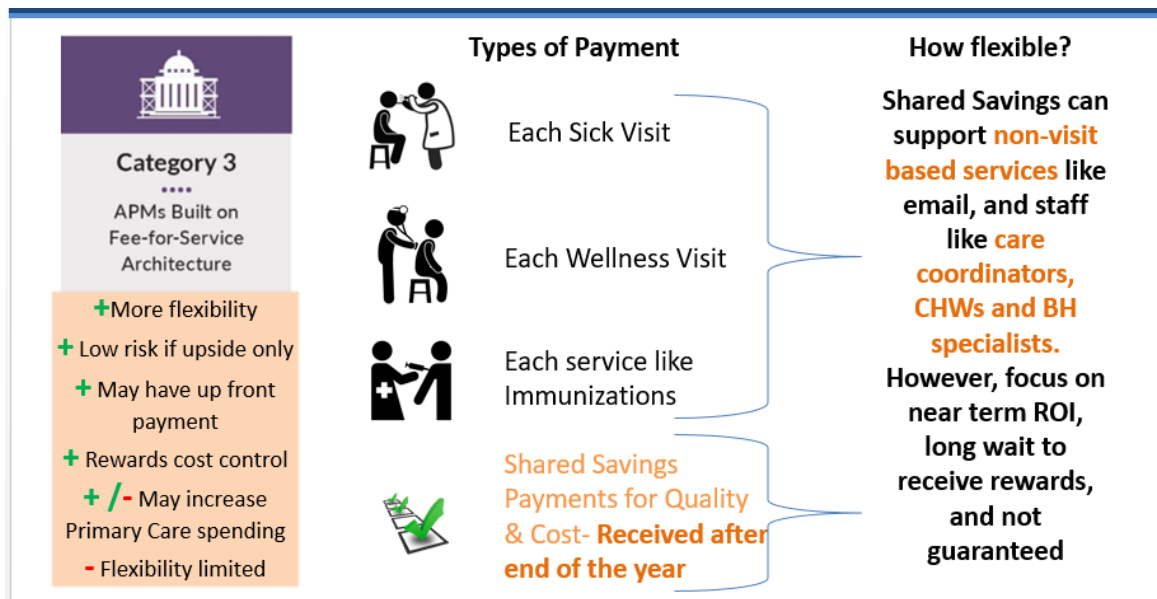 Category 3
APMs Built on
Fee-for-Service
Architecture
+More flexibility
+ Low risk if upside only
+ May have up front
payment
+ Rewards cost control
+ /- May increase
Primary Care spending
- Flexibility limited
Types of Payment
Each Sick Visit
Each Wellness Visit
Each service like
Immunizations
Shared Savings
Payments for Quality
& Cost- Received after
end of the year
How flexible?
Shared Savings can
support non-visit
based services like
email, and staff
like care
coordinators,
CHWs and BH
specialists.
However, focus on
near term ROI,
long wait to
receive rewards,
and not
guaranteed